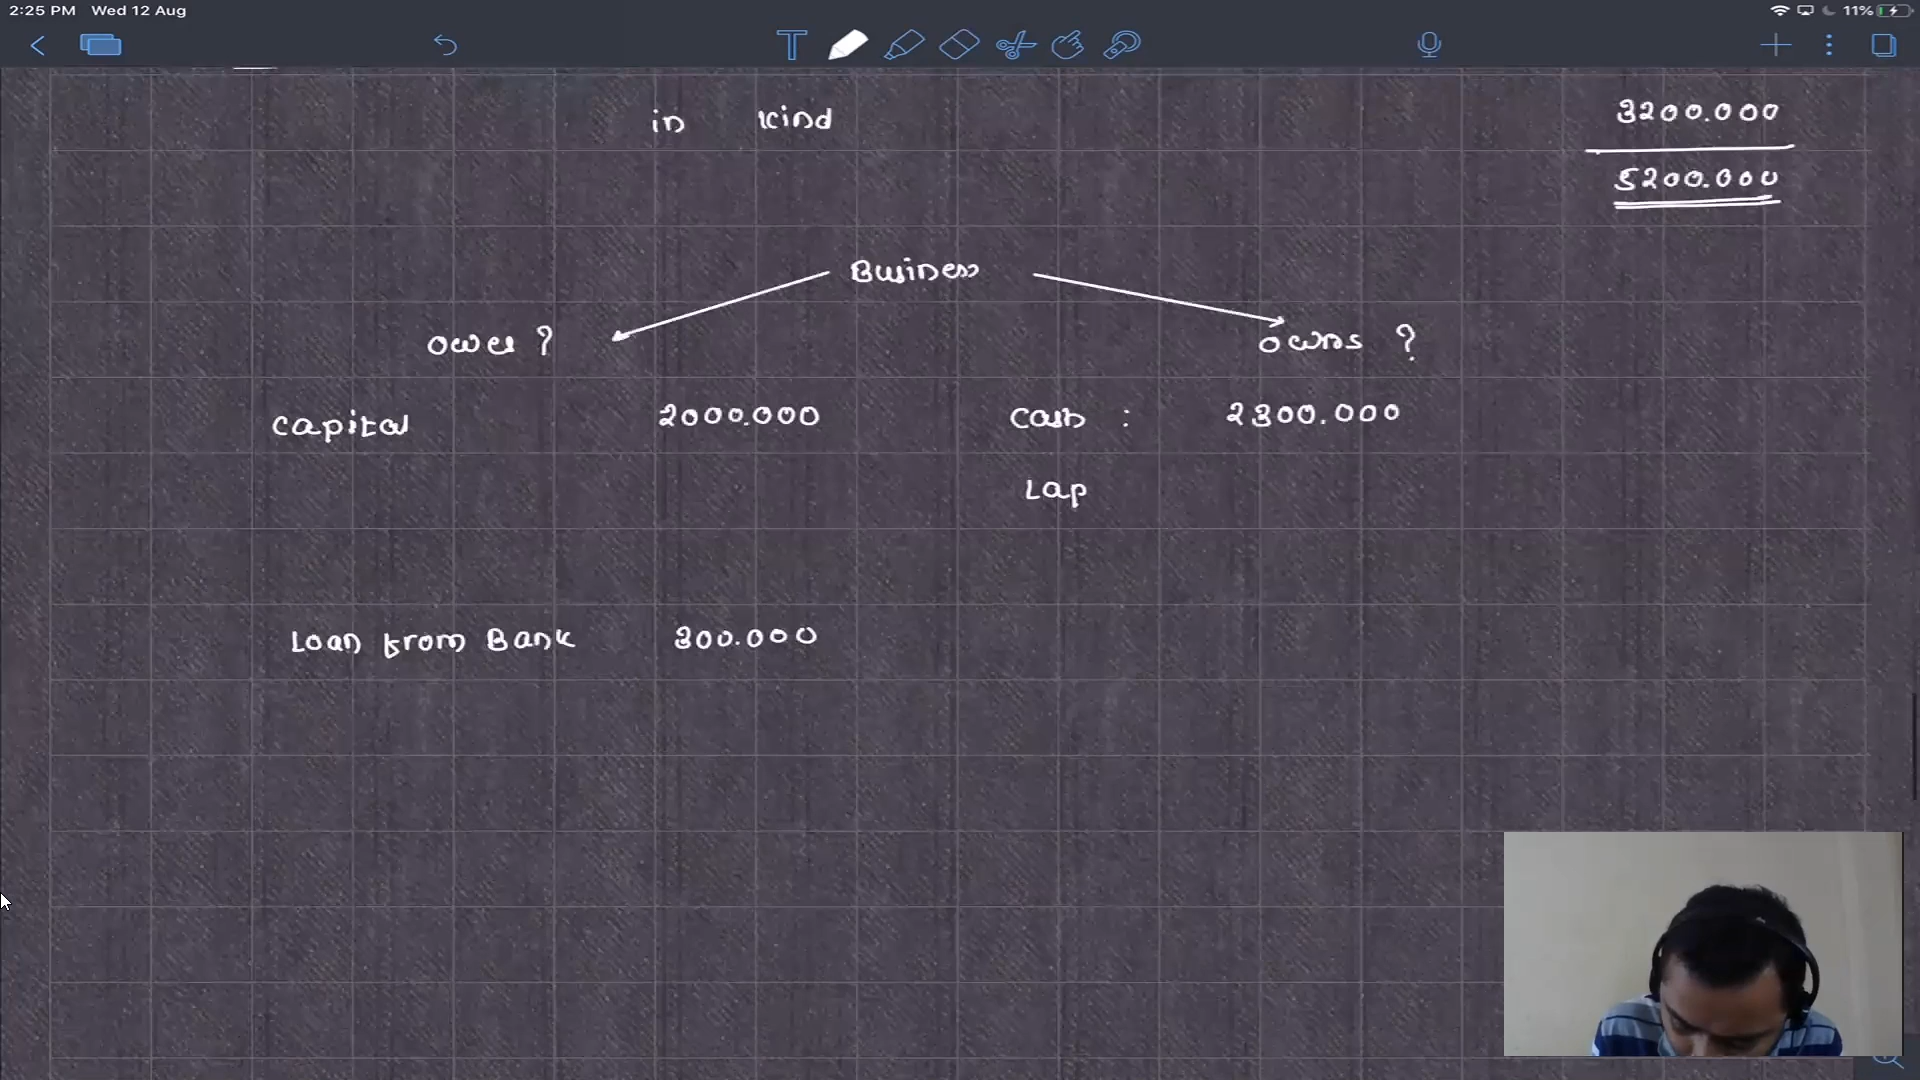 2:25 PM Wed 12 Aug 11%
T
in kind 3200.000
5200.000
Business
owes ? owns ?
capital 2000.000 Cash : 2300.000
Lap
Loan from Bank 300.000